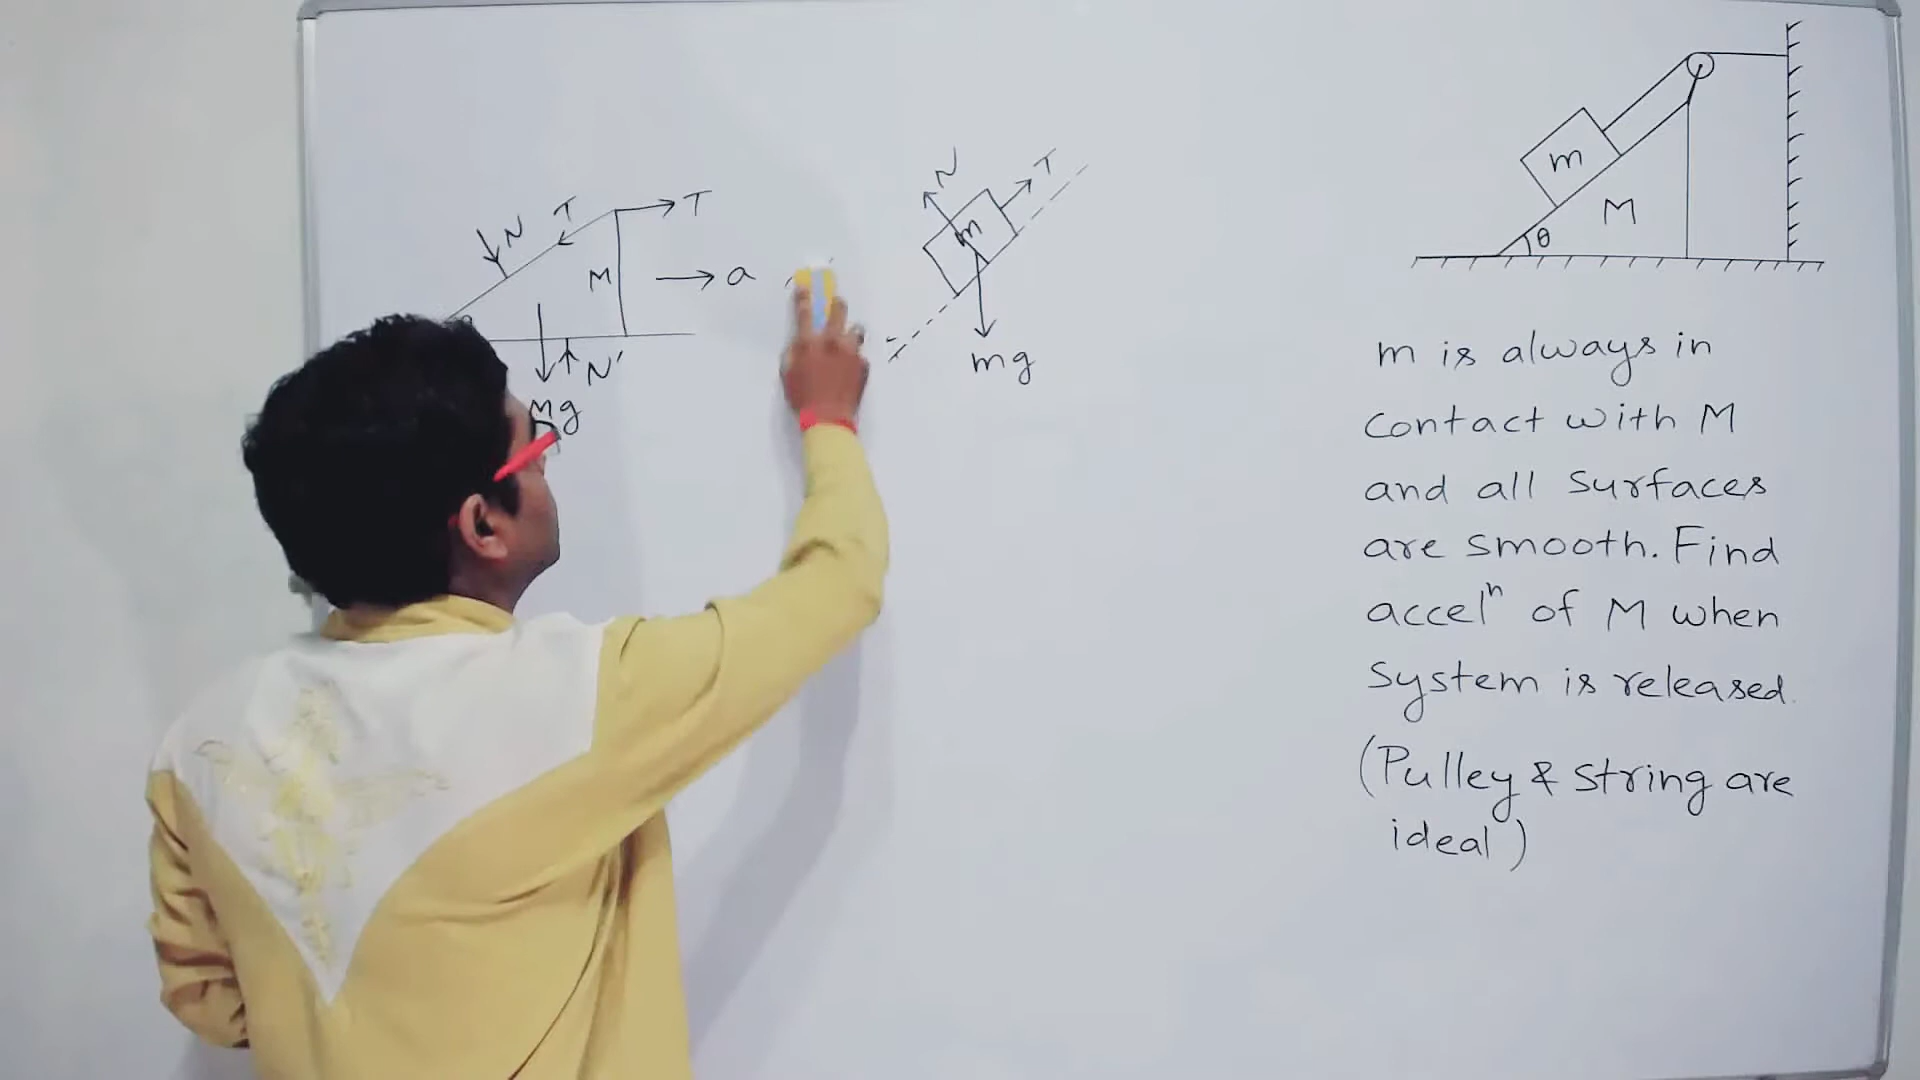 N
T
T
M
a
N'
Mg
N
T
m
mg
m
M
θ
m is always in
contact with M
and all surfaces
are smooth. Find
accelⁿ of M when
system is released.
(Pulley & string are
ideal)